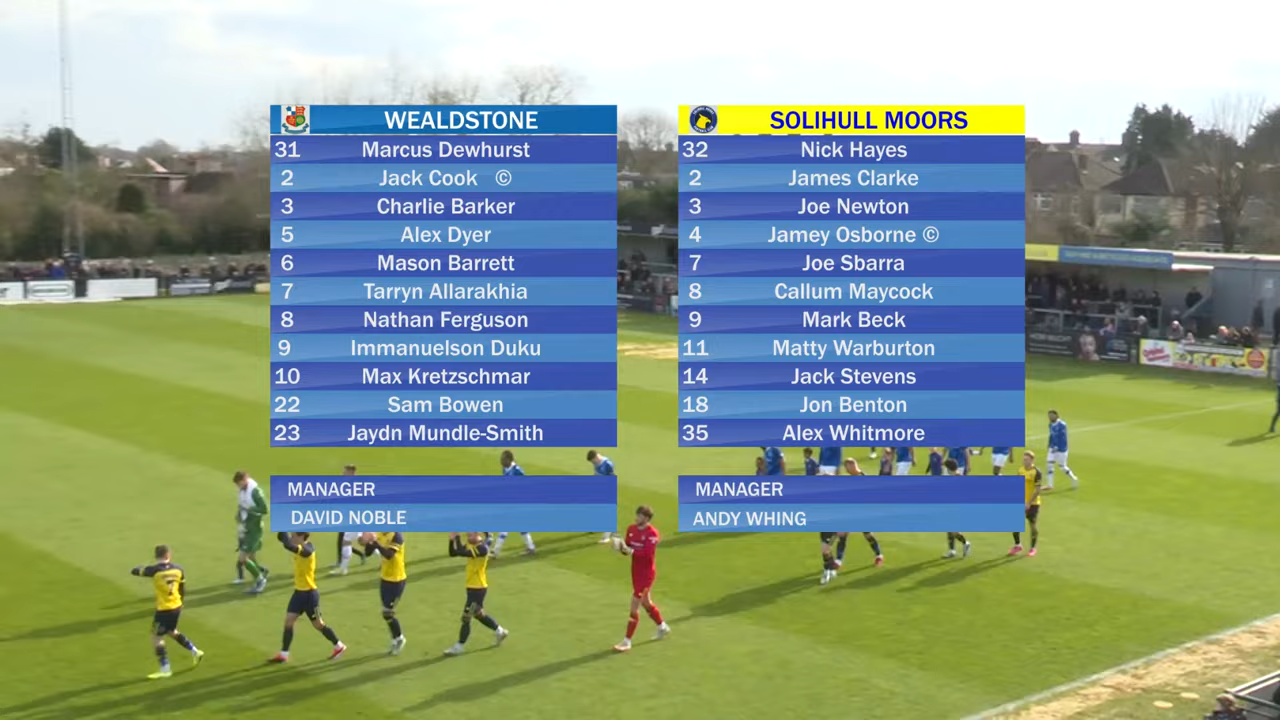 WEALDSTONE
31 Marcus Dewhurst
2 Jack Cook ©
3 Charlie Barker
5 Alex Dyer
6 Mason Barrett
7 Tarryn Allarakhia
8 Nathan Ferguson
9 Immanuelson Duku
10 Max Kretzschmar
22 Sam Bowen
23 Jaydn Mundle-Smith
MANAGER
DAVID NOBLE
SOLIHULL MOORS
32 Nick Hayes
2 James Clarke
3 Joe Newton
4 Jamey Osborne ©
7 Joe Sbarra
8 Callum Maycock
9 Mark Beck
11 Matty Warburton
14 Jack Stevens
18 Jon Benton
35 Alex Whitmore
MANAGER
ANDY WHING
7